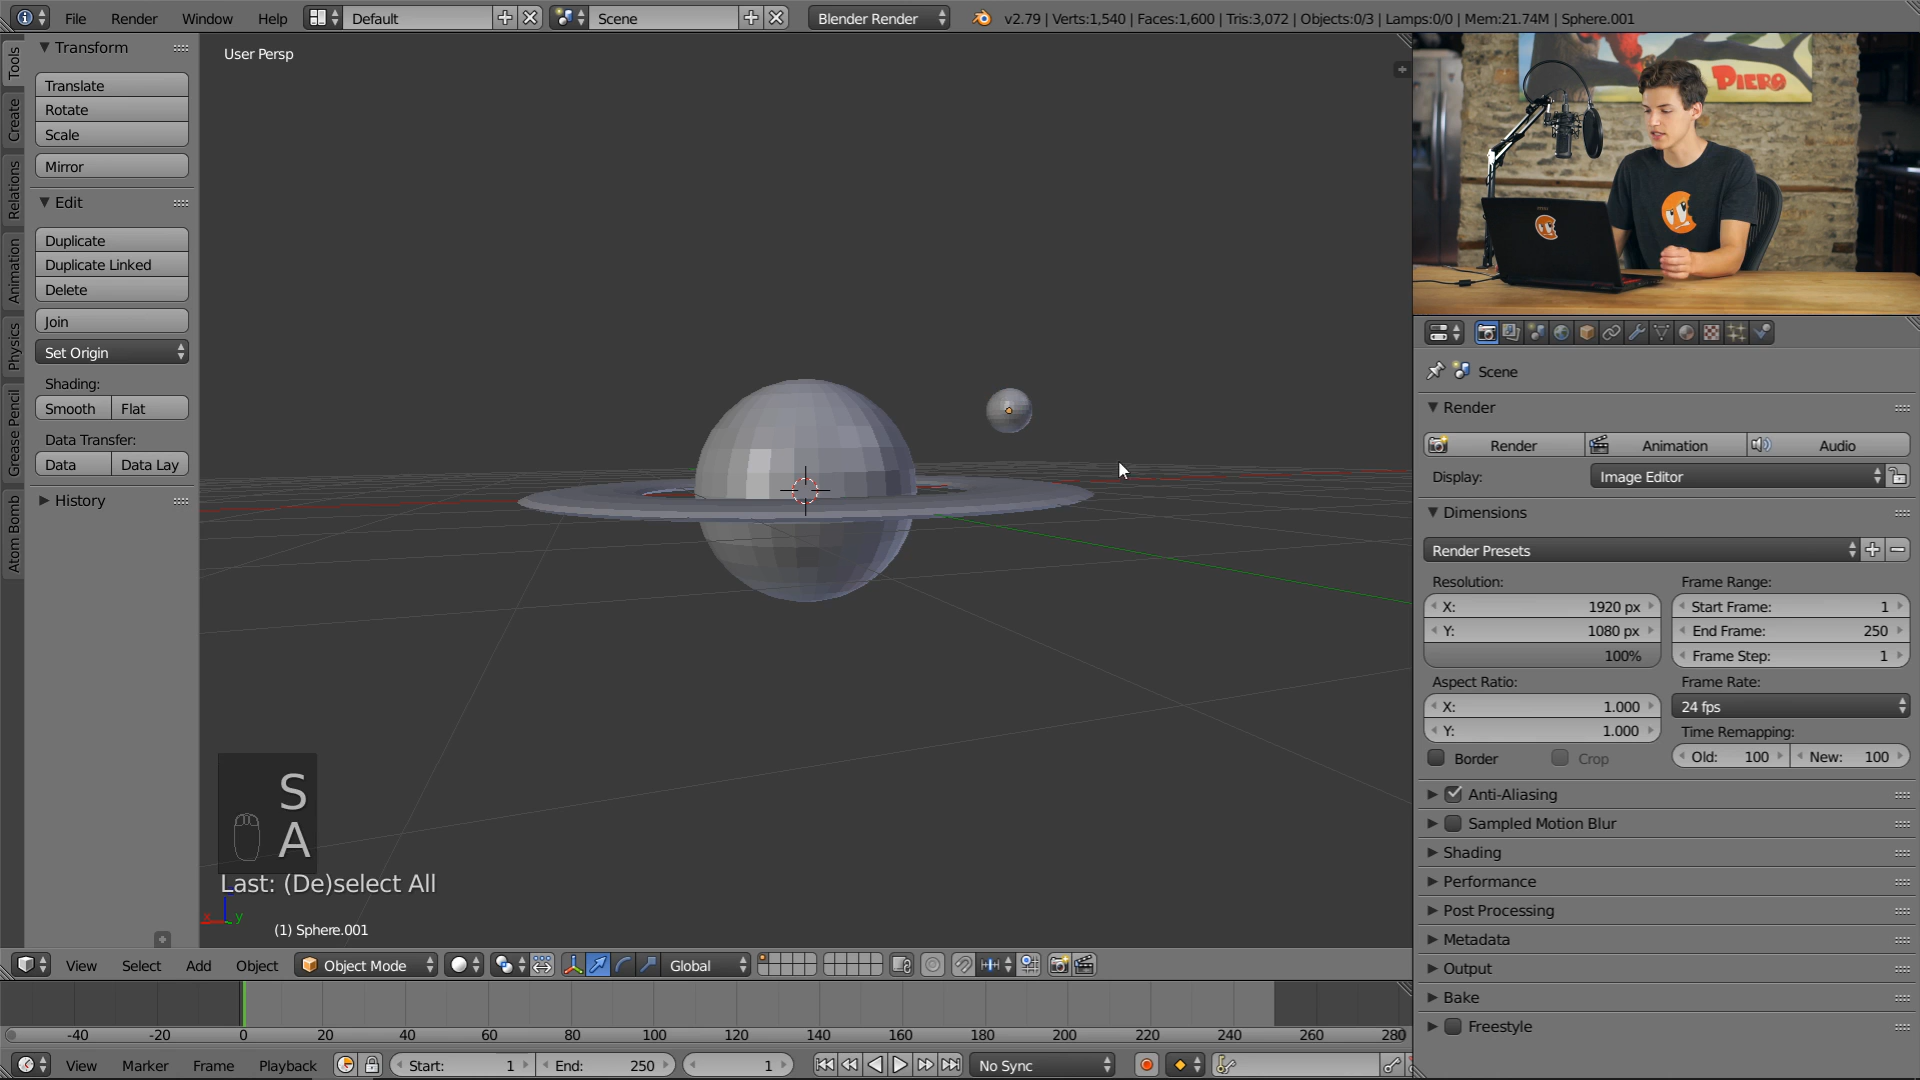 File Render Window Help Default Scene Blender Render v2.79 | Verts:1,540 | Faces:1,600 | Tris:3,072 | Objects:0/3 | Lamps:0/0 | Mem:21.74M | Sphere.001
Tools
Create
Relations
Animation
Physics
Grease Pencil
Atom Bomb
Transform
Translate
Rotate
Scale
Mirror
Edit
Duplicate
Duplicate Linked
Delete
Join
Set Origin
Shading:
Smooth Flat
Data Transfer:
Data Data Lay
History
User Persp
S
A
Last: (De)select All
x y
(1) Sphere.001
PIERO
Scene
Render
Render Animation Audio
Display: Image Editor
Dimensions
Render Presets
Resolution: Frame Range:
X: 1920 px Start Frame: 1
Y: 1080 px End Frame: 250
100% Frame Step: 1
Aspect Ratio: Frame Rate:
X: 1.000 24 fps
Y: 1.000 Time Remapping:
Border Crop Old: 100 New: 100
Anti-Aliasing
Sampled Motion Blur
Shading
Performance
Post Processing
Metadata
Output
Bake
Freestyle
View Select Add Object Object Mode Global
-40 -20 0 20 40 60 80 100 120 140 160 180 200 220 240 260 280
View Marker Frame Playback Start: 1 End: 250 1 No Sync